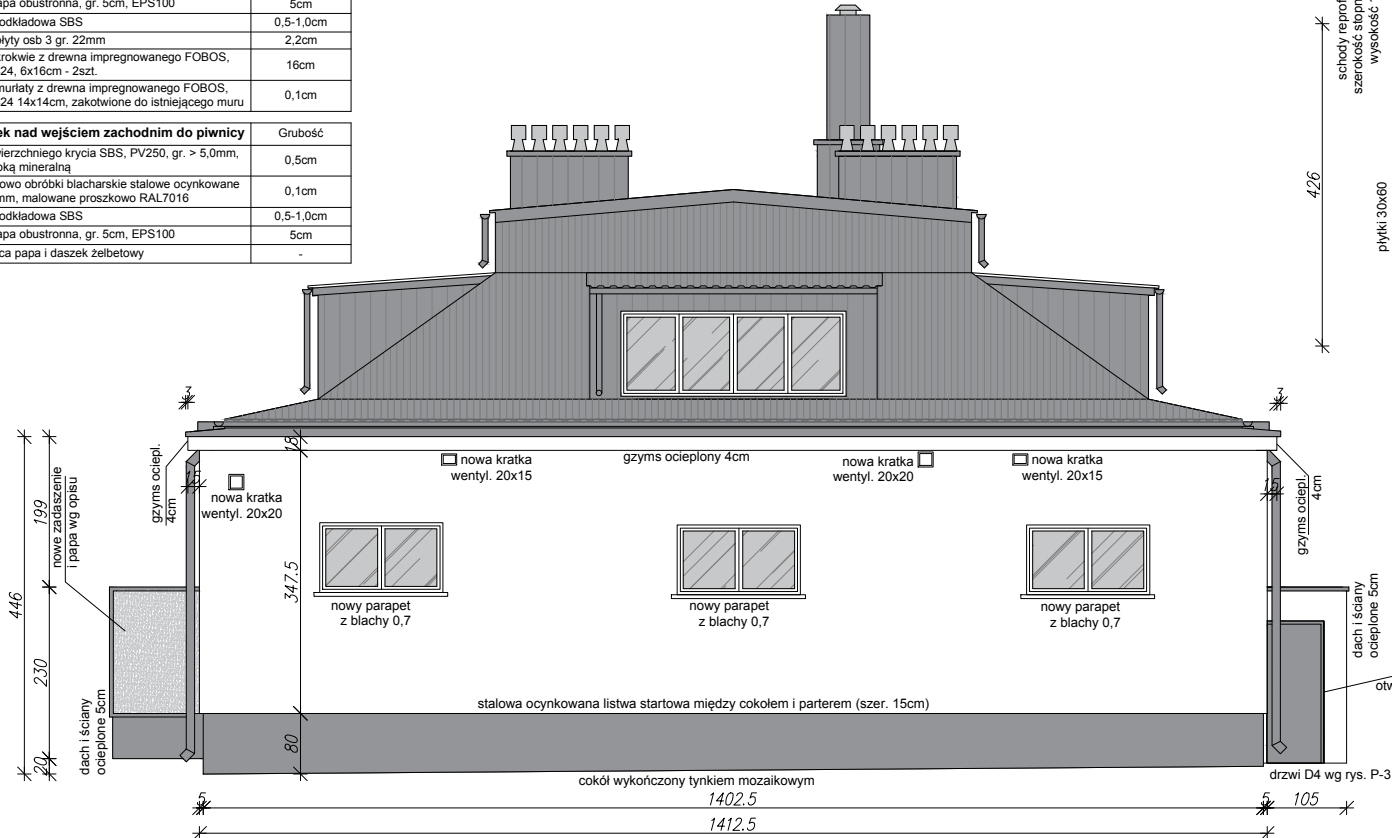 apa obustronna, gr. 5cm, EPS100 5cm
odkładowa SBS 0,5-1,0cm
łyty osb 3 gr. 22mm 2,2cm
krokwie z drewna impregnowanego FOBOS,
24, 6x16cm - 2szt. 16cm
murłaty z drewna impregnowanego FOBOS,
24 14x14cm, zakotwione do istniejącego muru 0,1cm
ek nad wejściem zachodnim do piwnicy Grubość
wierzchniego krycia SBS, PV250, gr. > 5,0mm,
oką mineralną 0,5cm
owo obróbki blacharskie stalowe ocynkowane
mm, malowane proszkowo RAL7016 0,1cm
odkładowa SBS 0,5-1,0cm
apa obustronna, gr. 5cm, EPS100 5cm
ca papa i daszek żelbetowy -
schody reprof
szerokość stopn
wysokość
426
płytki 30x60
3
3
18
gzyms ociepl.
4cm
15
nowa kratka
wentyl. 20x20
nowa kratka
wentyl. 20x15
gzyms ocieplony 4cm
nowa kratka
wentyl. 20x20
nowa kratka
wentyl. 20x15
15
gzyms ociepl.
4cm
446
199
230
20
nowe zadaszenie
i papa wg opisu
347.5
nowy parapet
z blachy 0,7
nowy parapet
z blachy 0,7
nowy parapet
z blachy 0,7
dach i ściany
ocieplone 5cm
dach i ściany
ocieplone 5cm
otw
stalowa ocynkowana listwa startowa między cokołem i parterem (szer. 15cm)
80
cokół wykończony tynkiem mozaikowym
drzwi D4 wg rys. P-3
5
1402.5
5
105
1412.5